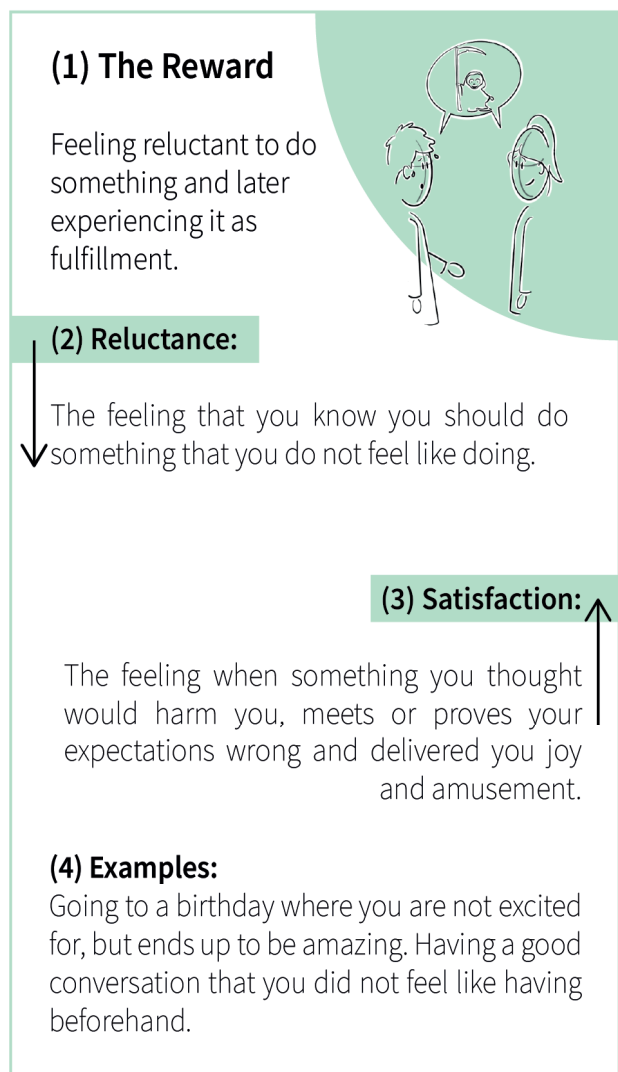 (1) The Reward
Feeling reluctant to do
something and later
experiencing it as
fulfillment.
(2) Reluctance:
The feeling that you know you should do
something that you do not feel like doing.
(3) Satisfaction:
The feeling when something you thought
would harm you, meets or proves your
expectations wrong and delivered you joy
and amusement.
(4) Examples:
Going to a birthday where you are not excited
for, but ends up to be amazing. Having a good
conversation that you did not feel like having
beforehand.